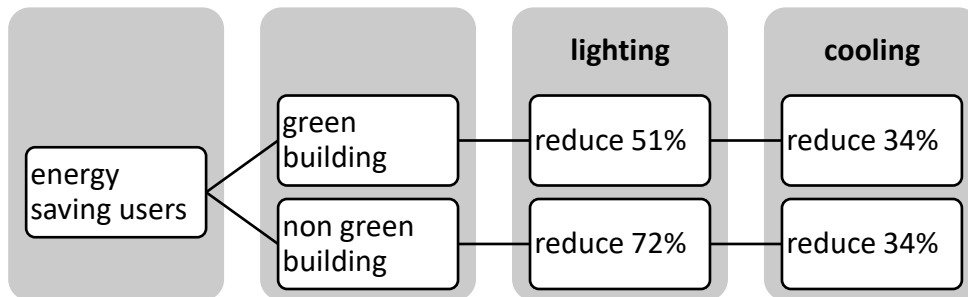 lighting
cooling
energy
saving users
green
building
reduce 51%
reduce 34%
non green
building
reduce 72%
reduce 34%